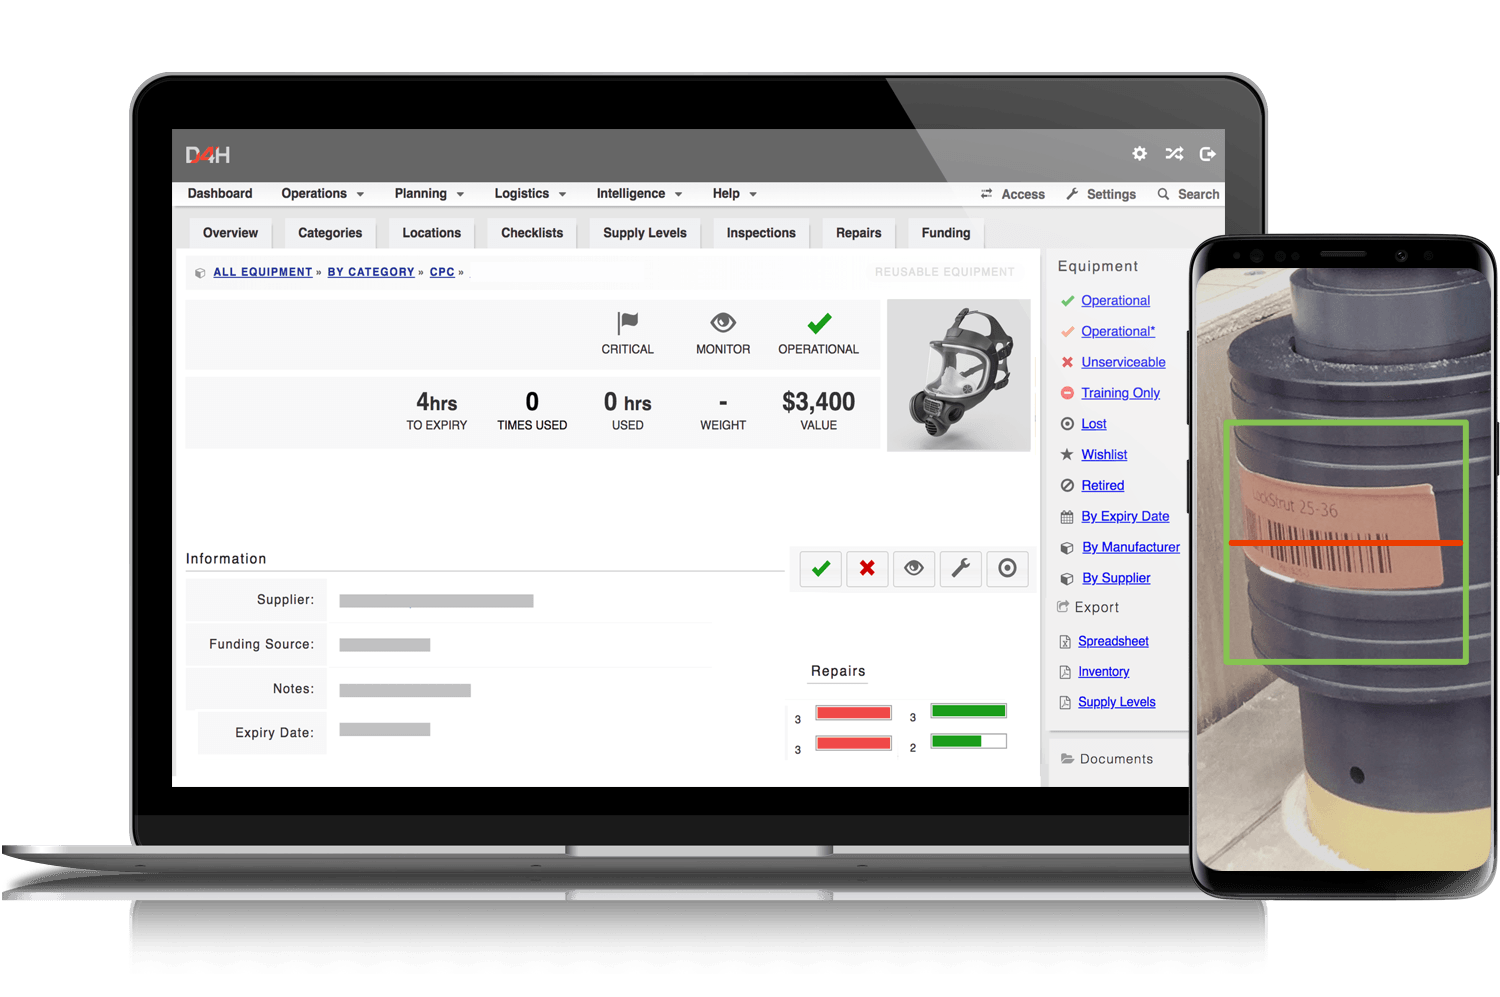 D4H
Dashboard Operations Planning Logistics Intelligence Help Access Settings Search
Overview Categories Locations Checklists Supply Levels Inspections Repairs Funding
ALL EQUIPMENT » BY CATEGORY » CPC »
REUSABLE EQUIPMENT
CRITICAL MONITOR OPERATIONAL
4hrs 0 0 hrs - $3,400
TO EXPIRY TIMES USED USED WEIGHT VALUE
Information
Supplier:
Funding Source:
Notes:
Expiry Date:
Repairs
3 3
3 2
Equipment
Operational
Operational*
Unserviceable
Training Only
Lost
Wishlist
Retired
By Expiry Date
By Manufacturer
By Supplier
Export
Spreadsheet
Inventory
Supply Levels
Documents
LockStrut 25-36